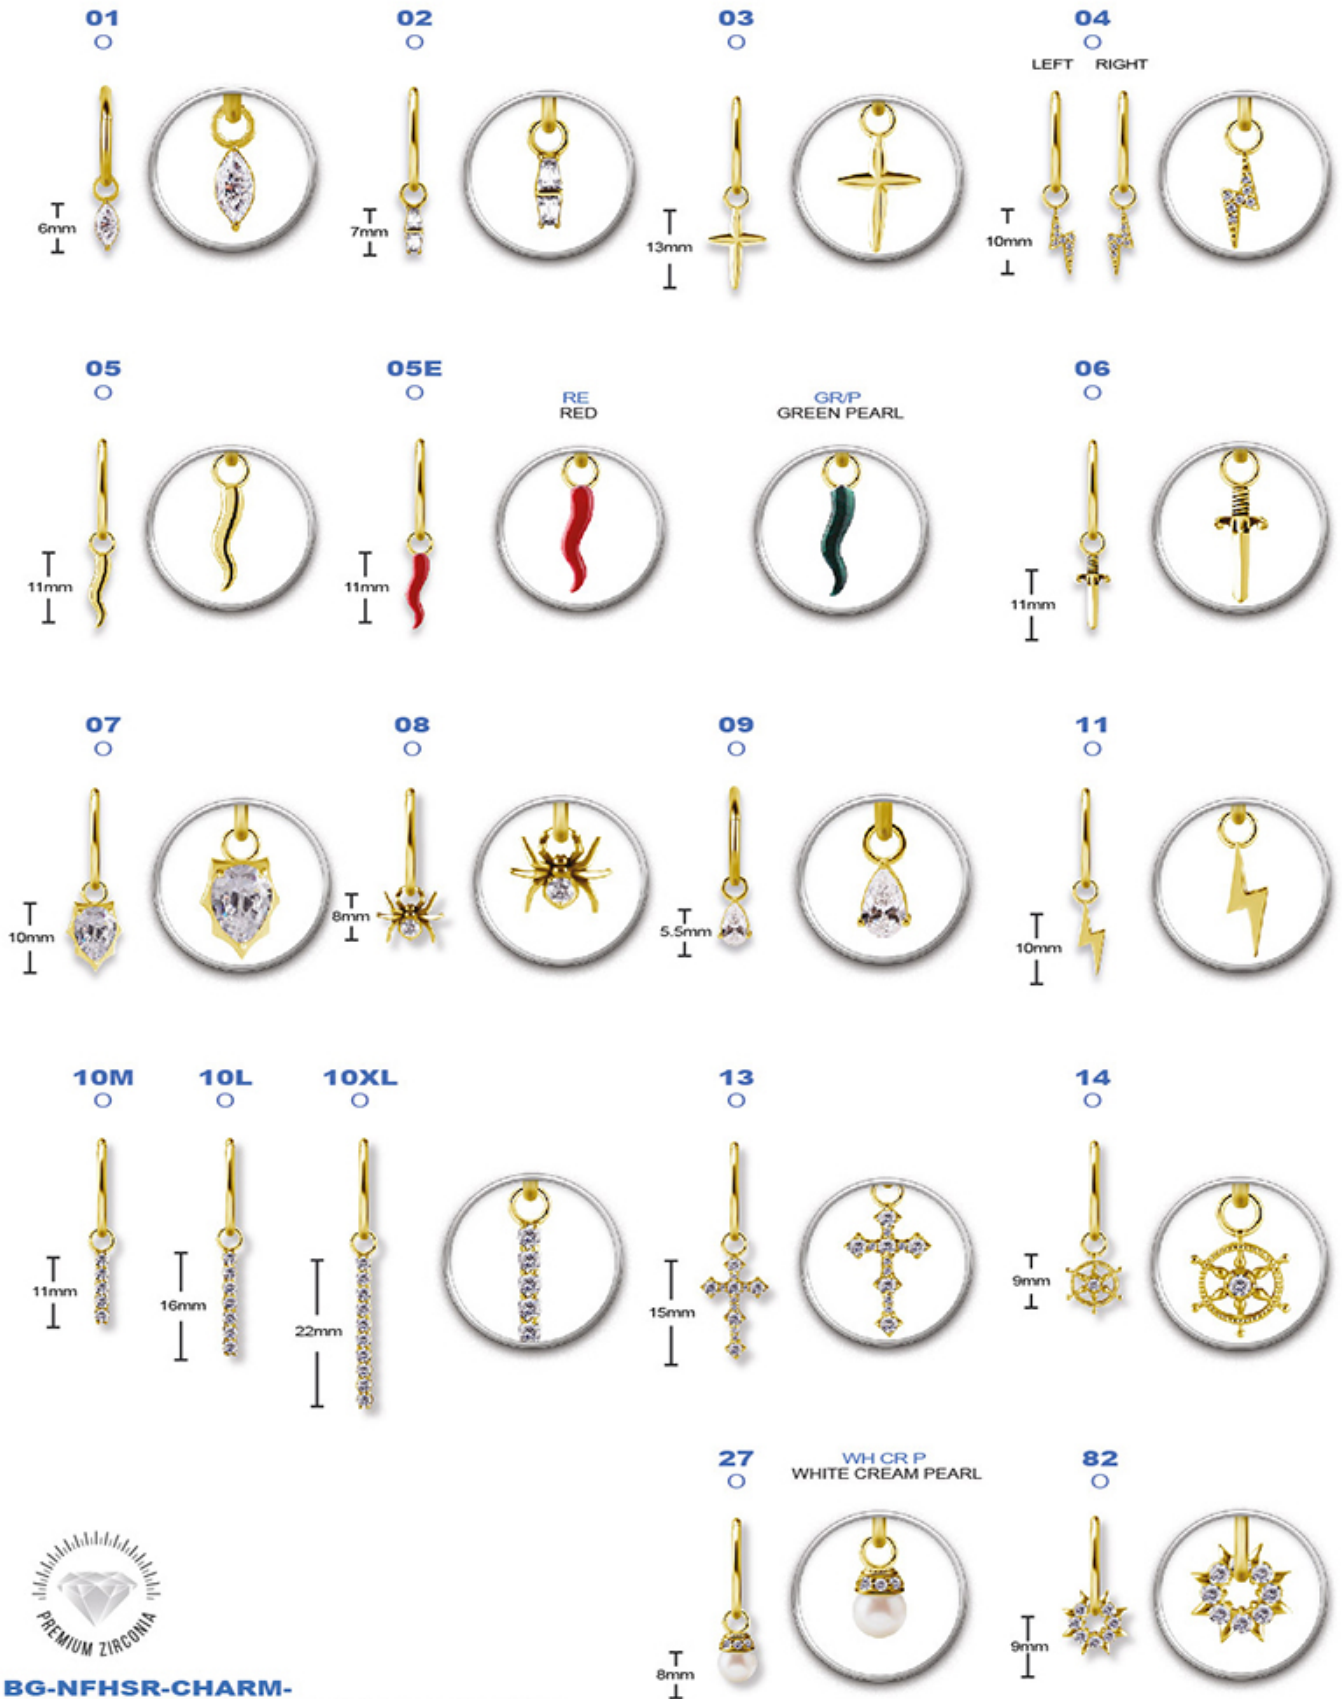 01
02
03
04
LEFT RIGHT
6mm
7mm
13mm
10mm
05
05E
RE
RED
GR/P
GREEN PEARL
06
11mm
11mm
11mm
07
08
09
11
10mm
8mm
5.5mm
10mm
10M
10L
10XL
13
14
11mm
16mm
22mm
15mm
9mm
27
WH CR P
WHITE CREAM PEARL
82
8mm
9mm
PREMIUM ZIRCONIA
BG-NFHSR-CHARM-